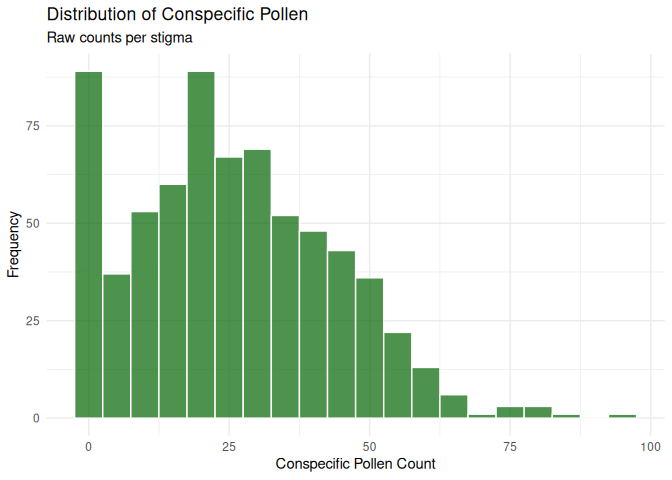 Distribution of Conspecific Pollen
Raw counts per stigma
75
50
25
0
Frequency
0 25 50 75 100
Conspecific Pollen Count